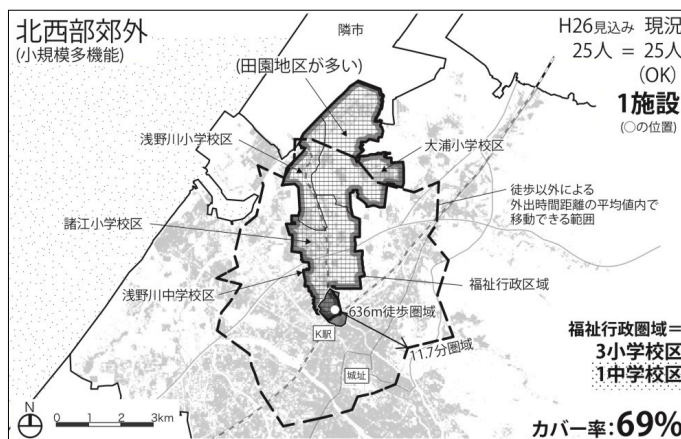 北西部郊外
(小規模多機能)
H26見込み 現況
25人 = 25人
(OK)
1施設
(○の位置)
(田園地区が多い)
浅野川小学校区
大浦小学校区
徒歩以外による
外出時間距離の平均値内で
移動できる範囲
諸江小学校区
浅野川中学校区
福祉行政区域
636m徒歩圏域
K駅
11.7分圏域
城址
福祉行政圏域=
3小学校区
1中学校区
N
0 1 2 3km
カバー率:69%